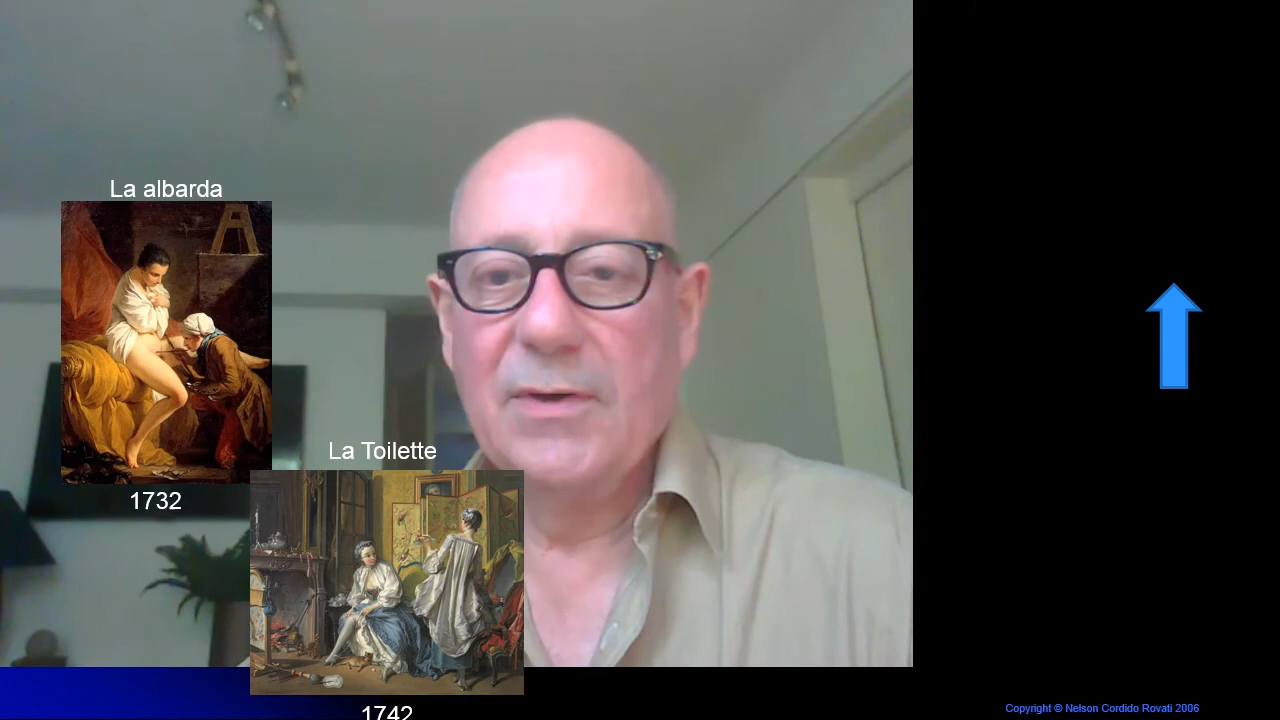 La albarda
1732
La Toilette
1742
Copyright © Nelson Cordido Rovati 2006